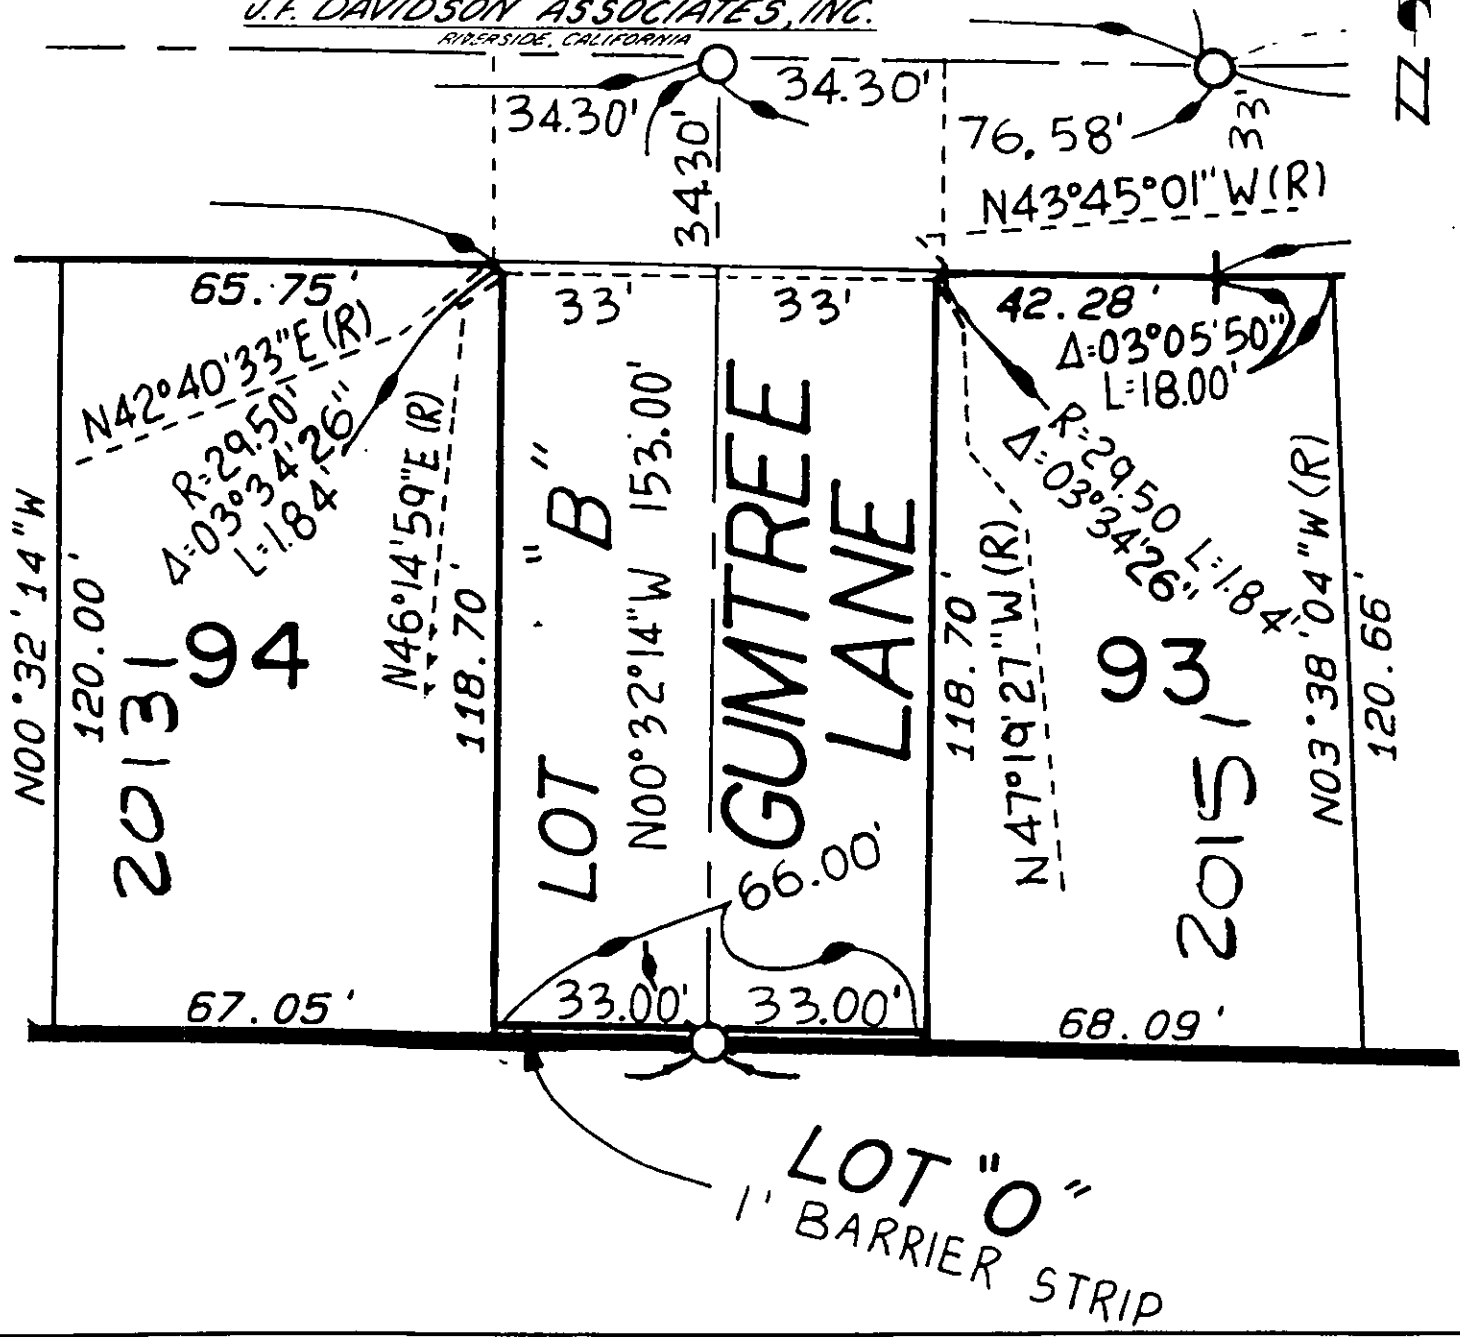 J.F. DAVIDSON ASSOCIATES, INC.
RIVERSIDE, CALIFORNIA
34.30'
34.30'
34.30'
76.58'
33'
N43°45°01"W(R)
65.75'
33'
33'
42.28'
Δ=03°05'50"
L=18.00'
N42°40'33"E (R)
R=29.50'
Δ=03°34'26"
L=1.84'
N46°14'59"E (R)
118.70'
N00°32'14"W
120.00'
94
20131
LOT "B"
N00°32°14"W 153.00'
GUMTREE
LANE
118.70'
N47°19'27"W (R)
R=29.50 L=1.84'
Δ=03°34'26"
93
20151
N03°38'04"W (R)
120.66'
66.00'
67.05'
33.00'
33.00'
68.09'
LOT "O"
1' BARRIER STRIP